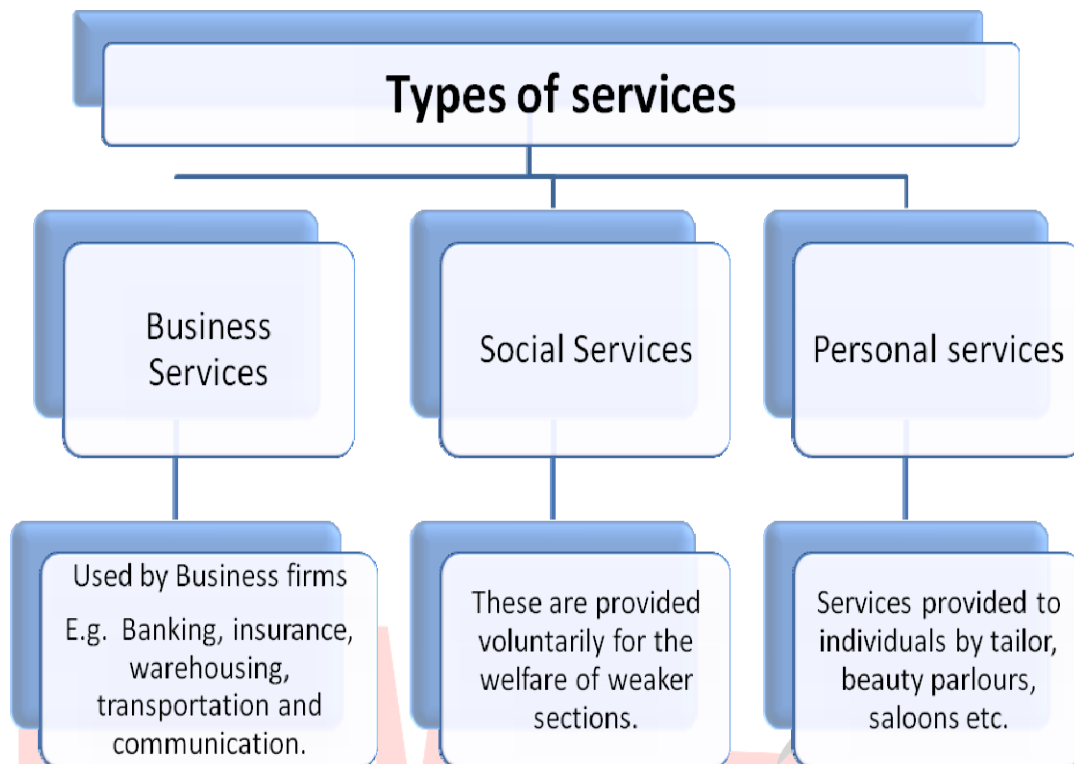 Types of services
Business
Services
Social Services
Personal services
Used by Business firms
E.g. Banking, insurance,
warehousing,
transportation and
communication.
These are provided
voluntarily for the
welfare of weaker
sections.
Services provided to
individuals by tailor,
beauty parlours,
saloons etc.